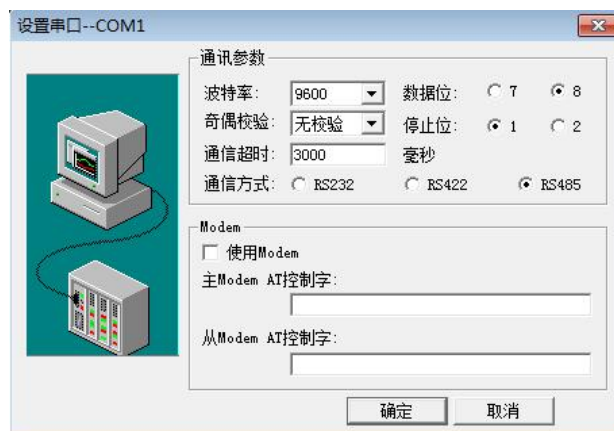 设置串口--COM1
通讯参数
波特率: 9600 数据位: 7 8
奇偶校验: 无校验 停止位: 1 2
通信超时: 3000 毫秒
通信方式: RS232 RS422 RS485
Modem
使用Modem
主Modem AT控制字:
从Modem AT控制字:
确定 取消